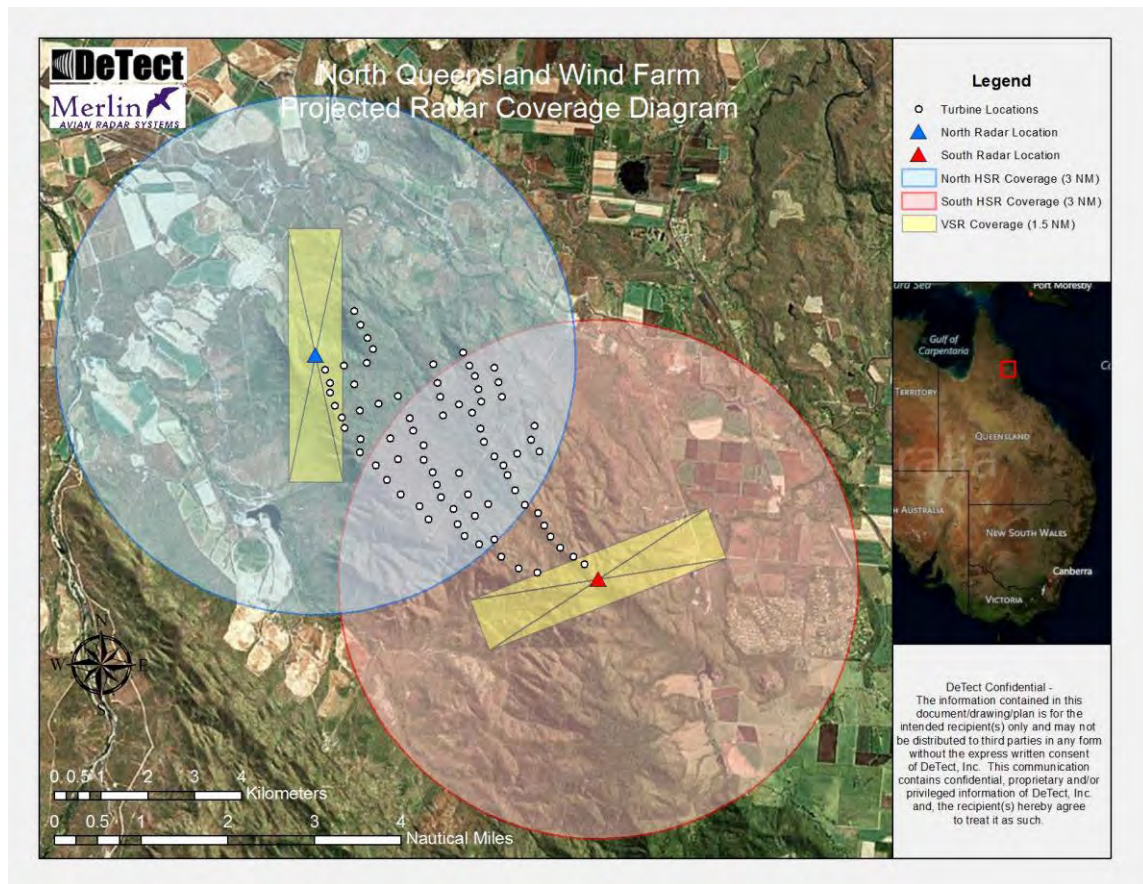 DeTect
Merlin
AVIAN RADAR SYSTEMS
North Queensland Wind Farm
Projected Radar Coverage Diagram
N
W E
S
0 0.5 1 2 3 4
Kilometers
0 0.5 1 2 3 4
Nautical Miles
Legend
Turbine Locations
North Radar Location
South Radar Location
North HSR Coverage (3 NM)
South HSR Coverage (3 NM)
VSR Coverage (1.5 NM)
ura Sea
Port Moresby
Gulf of
Carpentaria
Co
TERRITORY
QUEENSLAND
ralia
H AUSTRALIA
NEW SOUTH WALES
Canberra
VICTORIA
DeTect Confidential -
The information contained in this
document/drawing/plan is for the
intended recipient(s) only and may not
be distributed to third parties in any form
without the express written consent
of DeTect, Inc. This communication
contains confidential, proprietary and/or
privileged information of DeTect, Inc.
and, the recipient(s) hereby agree
to treat it as such.